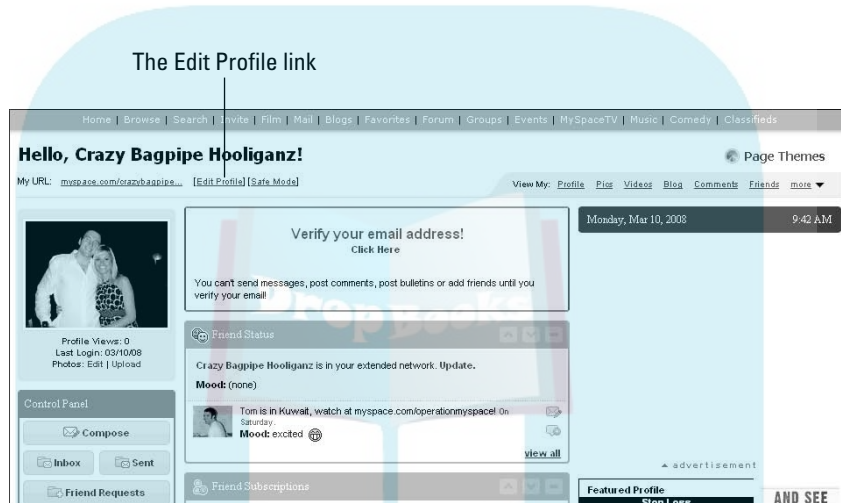 The Edit Profile link
Home | Browse | Search | Invite | Film | Mail | Blogs | Favorites | Forum | Groups | Events | MySpaceTV | Music | Comedy | Classifieds
Hello, Crazy Bagpipe Hooliganz!
Page Themes
My URL: myspace.com/crazybagpipe... [Edit Profile] [Safe Mode]
View My: Profile Pics Videos Blog Comments Friends more
Monday, Mar 10, 2008 9:42 AM
Verify your email address!
Click Here
You can't send messages, post comments, post bulletins or add friends until you
verify your email!
DropBooks
Profile Views: 0
Last Login: 03/10/08
Photos: Edit | Upload
Friend Status
Crazy Bagpipe Hooliganz is in your extended network. Update.
Mood: (none)
Tom is in Kuwait, watch at myspace.com/operationmyspace! On
Saturday.
Mood: excited
view all
Control Panel
Compose
Inbox Sent
Friend Requests
Friend Subscriptions
advertisement
Featured Profile
Stop Loss
AND SEE